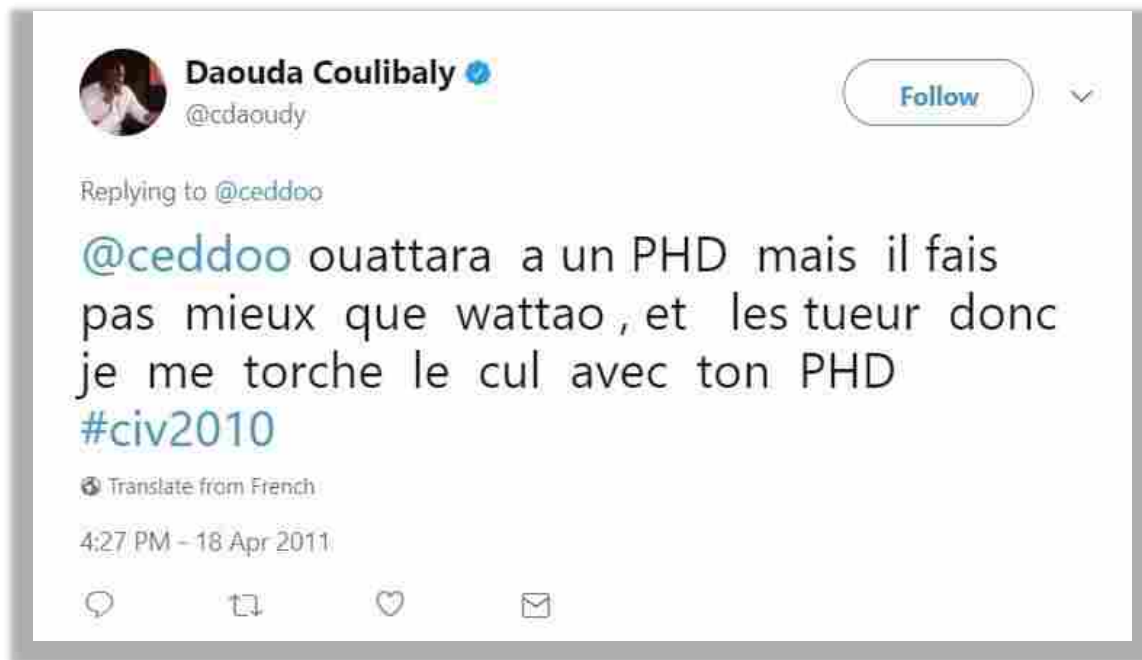 Daouda Coulibaly
@cdaoudy
Follow
Replying to @ceddoo
@ceddoo ouattara a un PHD mais il fais
pas mieux que wattao , et les tueur donc
je me torche le cul avec ton PHD
#civ2010
Translate from French
4:27 PM - 18 Apr 2011